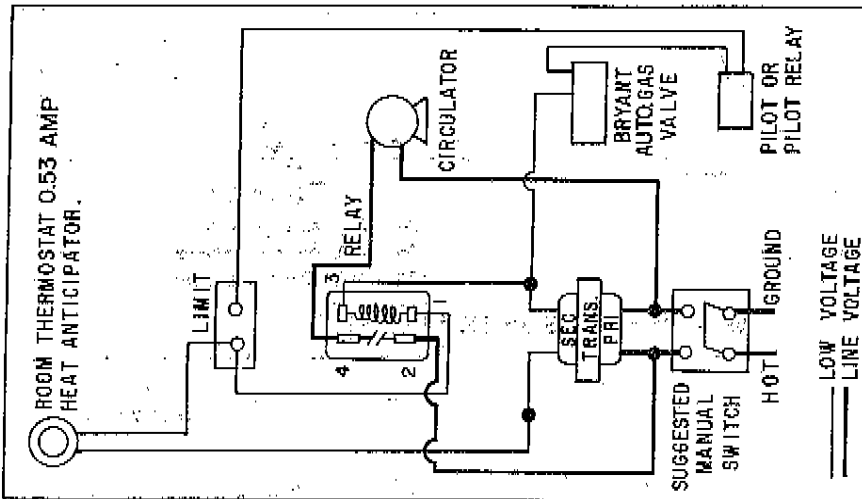 ROOM THERMOSTAT 0.53 AMP
HEAT ANTICIPATOR.
LIMIT
3
1
4
2
RELAY
CIRCULATOR
BRYANT
AUTO.GAS
VALVE
PILOT OR
PILOT RELAY
SEC.
TRANS.
PRI.
SUGGESTED
MANUAL
SWITCH
HOT
GROUND
LOW VOLTAGE
LINE VOLTAGE